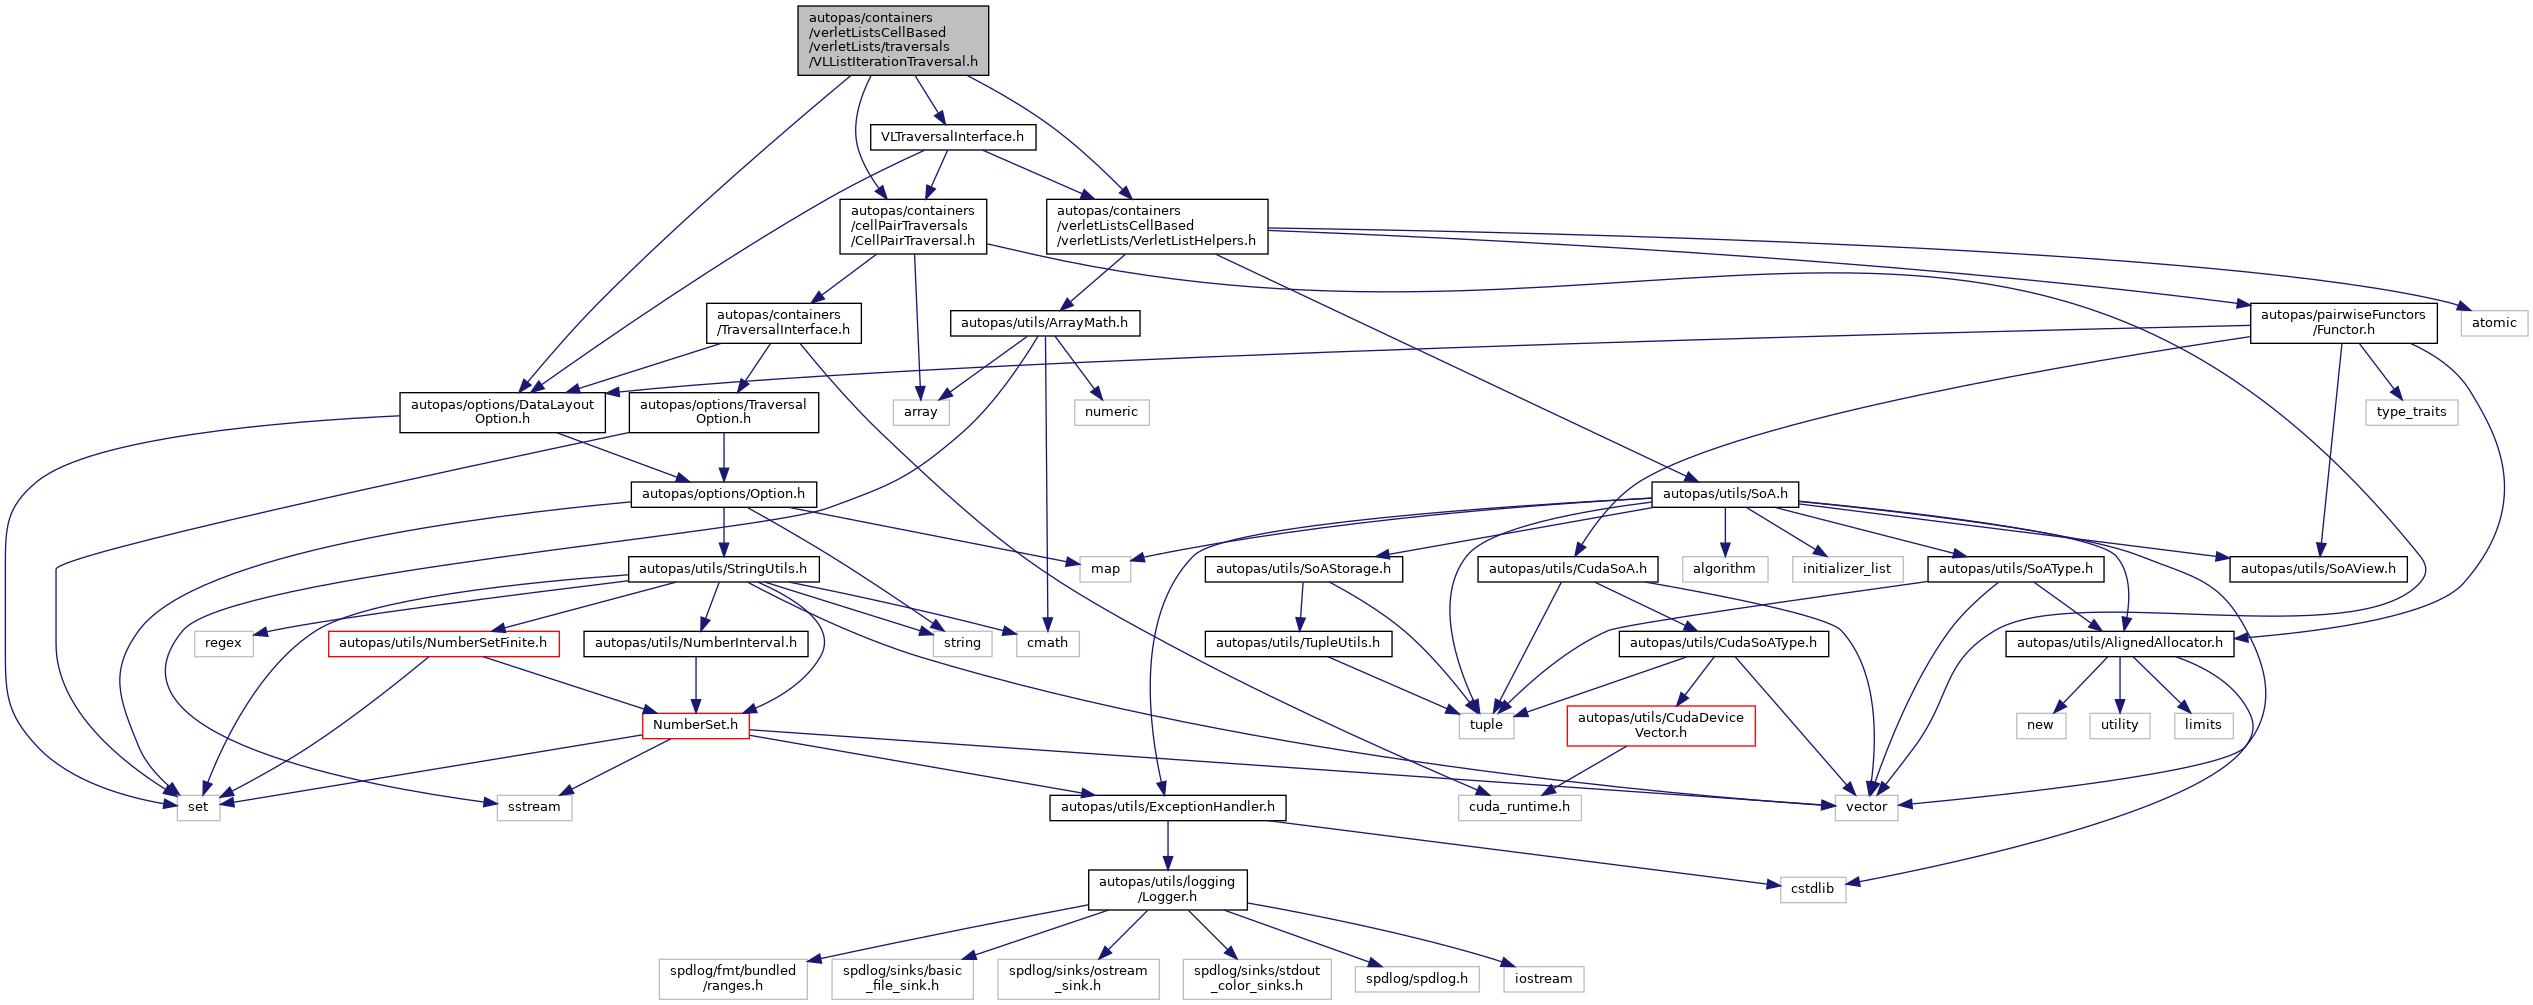 autopas/containers
/verletListsCellBased
/verletLists/traversals
/VLListIterationTraversal.h
VLTraversalInterface.h
autopas/containers
/cellPairTraversals
/CellPairTraversal.h
autopas/containers
/verletListsCellBased
/verletLists/VerletListHelpers.h
autopas/containers
/TraversalInterface.h
autopas/utils/ArrayMath.h
autopas/pairwiseFunctors
/Functor.h
atomic
autopas/options/DataLayout
Option.h
autopas/options/Traversal
Option.h
array
numeric
type_traits
autopas/options/Option.h
autopas/utils/SoA.h
autopas/utils/StringUtils.h
map
autopas/utils/SoAStorage.h
autopas/utils/CudaSoA.h
algorithm
initializer_list
autopas/utils/SoAType.h
autopas/utils/SoAView.h
regex
autopas/utils/NumberSetFinite.h
autopas/utils/NumberInterval.h
string
cmath
autopas/utils/TupleUtils.h
autopas/utils/CudaSoAType.h
autopas/utils/AlignedAllocator.h
NumberSet.h
tuple
autopas/utils/CudaDevice
Vector.h
new
utility
limits
set
sstream
autopas/utils/ExceptionHandler.h
cuda_runtime.h
vector
autopas/utils/logging
/Logger.h
cstdlib
spdlog/fmt/bundled
/ranges.h
spdlog/sinks/basic
_file_sink.h
spdlog/sinks/ostream
_sink.h
spdlog/sinks/stdout
_color_sinks.h
spdlog/spdlog.h
iostream